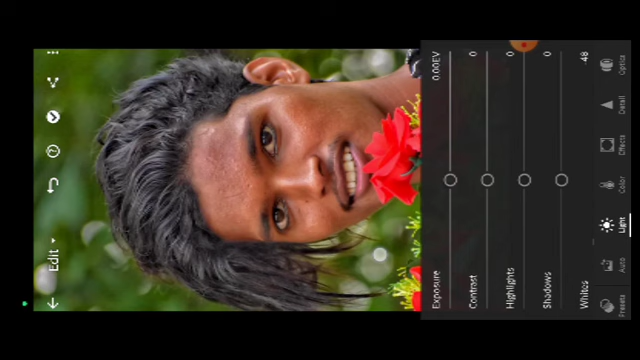 Edit
Exposure 0.00EV
Contrast 0
Highlights 0
Shadows 0
Whites -48
Presets
Auto
Light
Color
Effects
Detail
Optics